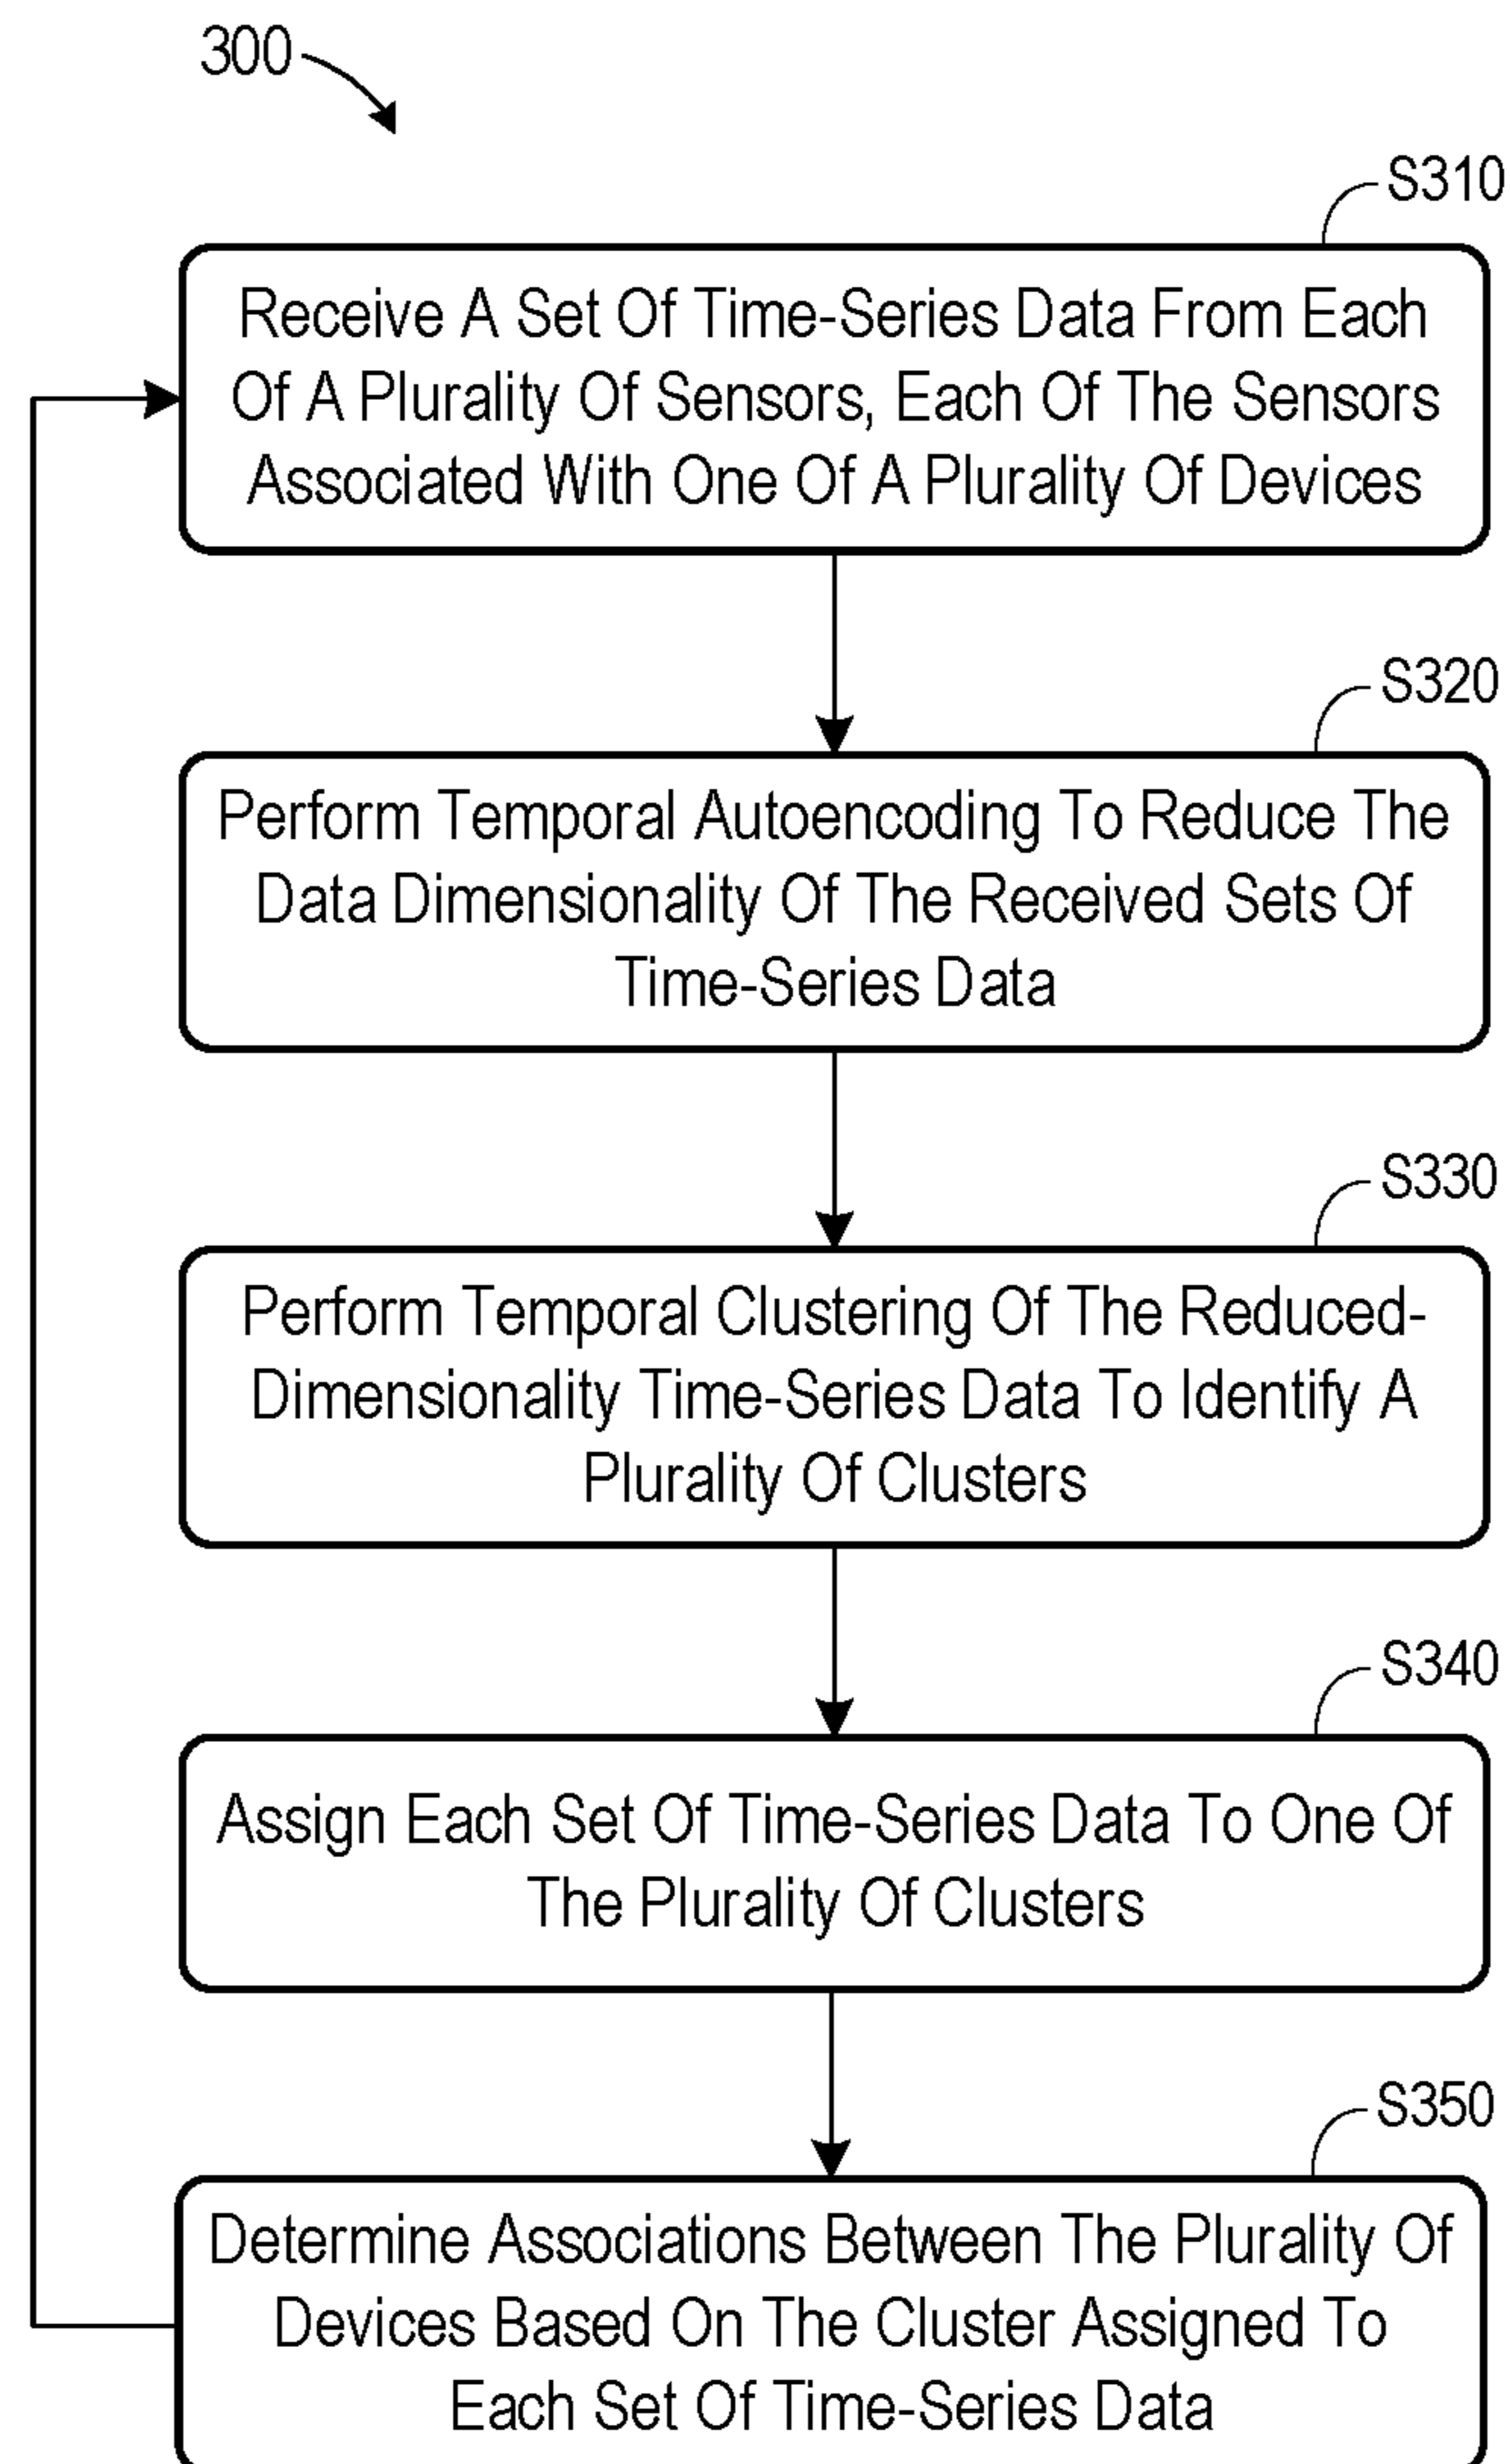 300
S310
Receive A Set Of Time-Series Data From Each
Of A Plurality Of Sensors, Each Of The Sensors
Associated With One Of A Plurality Of Devices
S320
Perform Temporal Autoencoding To Reduce The
Data Dimensionality Of The Received Sets Of
Time-Series Data
S330
Perform Temporal Clustering Of The Reduced-
Dimensionality Time-Series Data To Identify A
Plurality Of Clusters
S340
Assign Each Set Of Time-Series Data To One Of
The Plurality Of Clusters
S350
Determine Associations Between The Plurality Of
Devices Based On The Cluster Assigned To
Each Set Of Time-Series Data